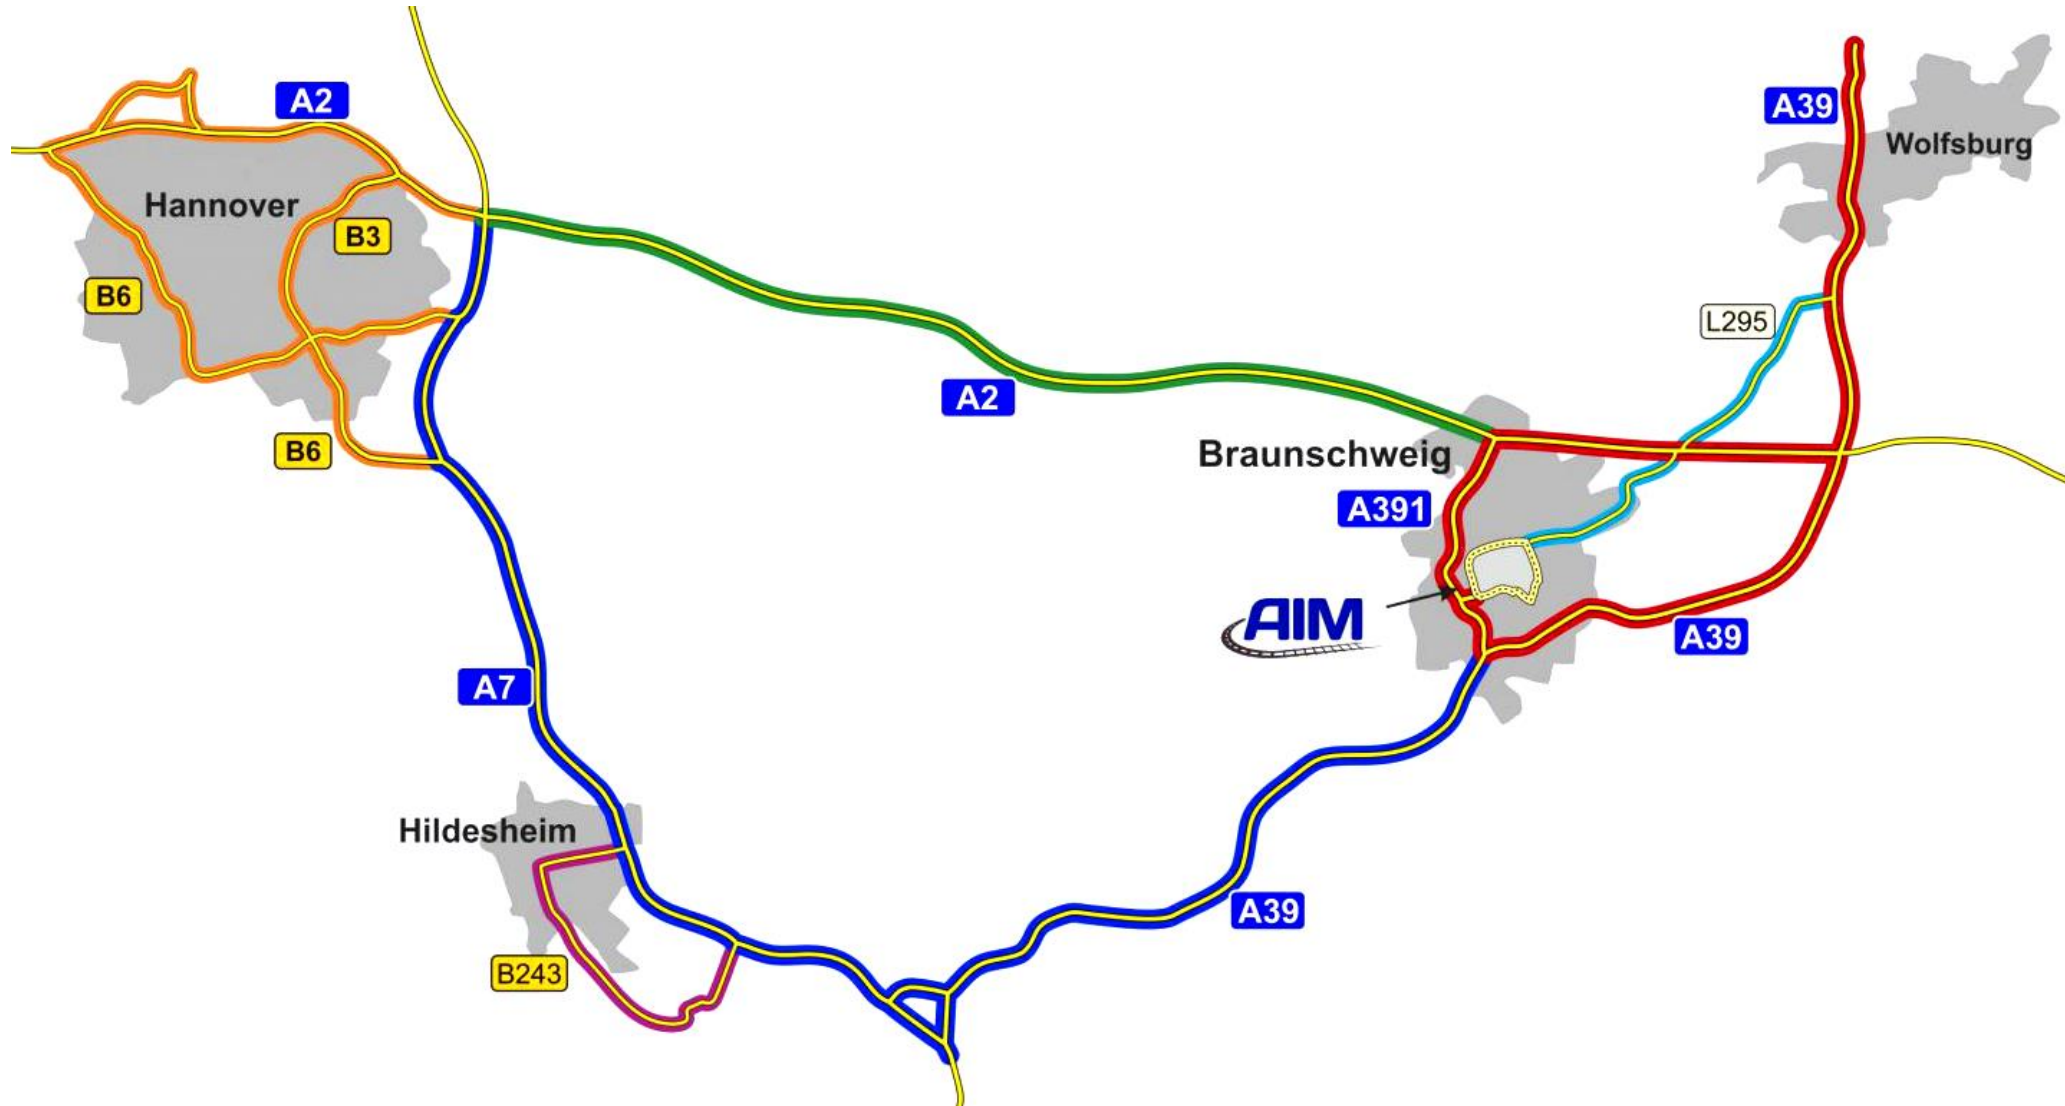 A2
A39
Wolfsburg
Hannover
B3
B6
L295
A2
B6
Braunschweig
A391
AIM
A39
A7
Hildesheim
A39
B243